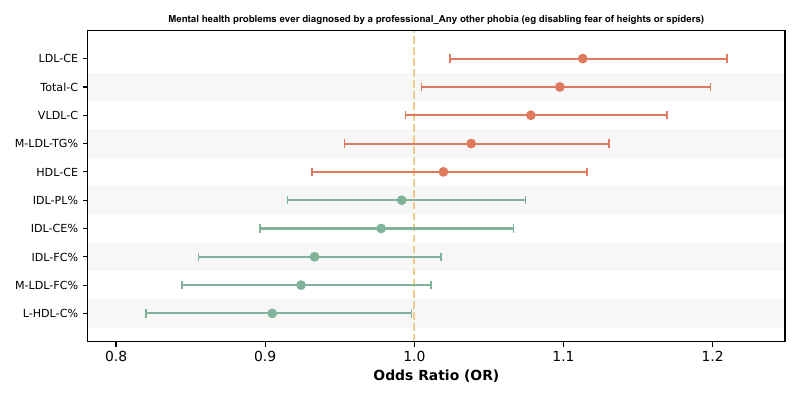 Mental health problems ever diagnosed by a professional_Any other phobia (eg disabling fear of heights or spiders)
LDL-CE
Total-C
VLDL-C
M-LDL-TG%
HDL-CE
IDL-PL%
IDL-CE%
IDL-FC%
M-LDL-FC%
L-HDL-C%
0.8 0.9 1.0 1.1 1.2
Odds Ratio (OR)